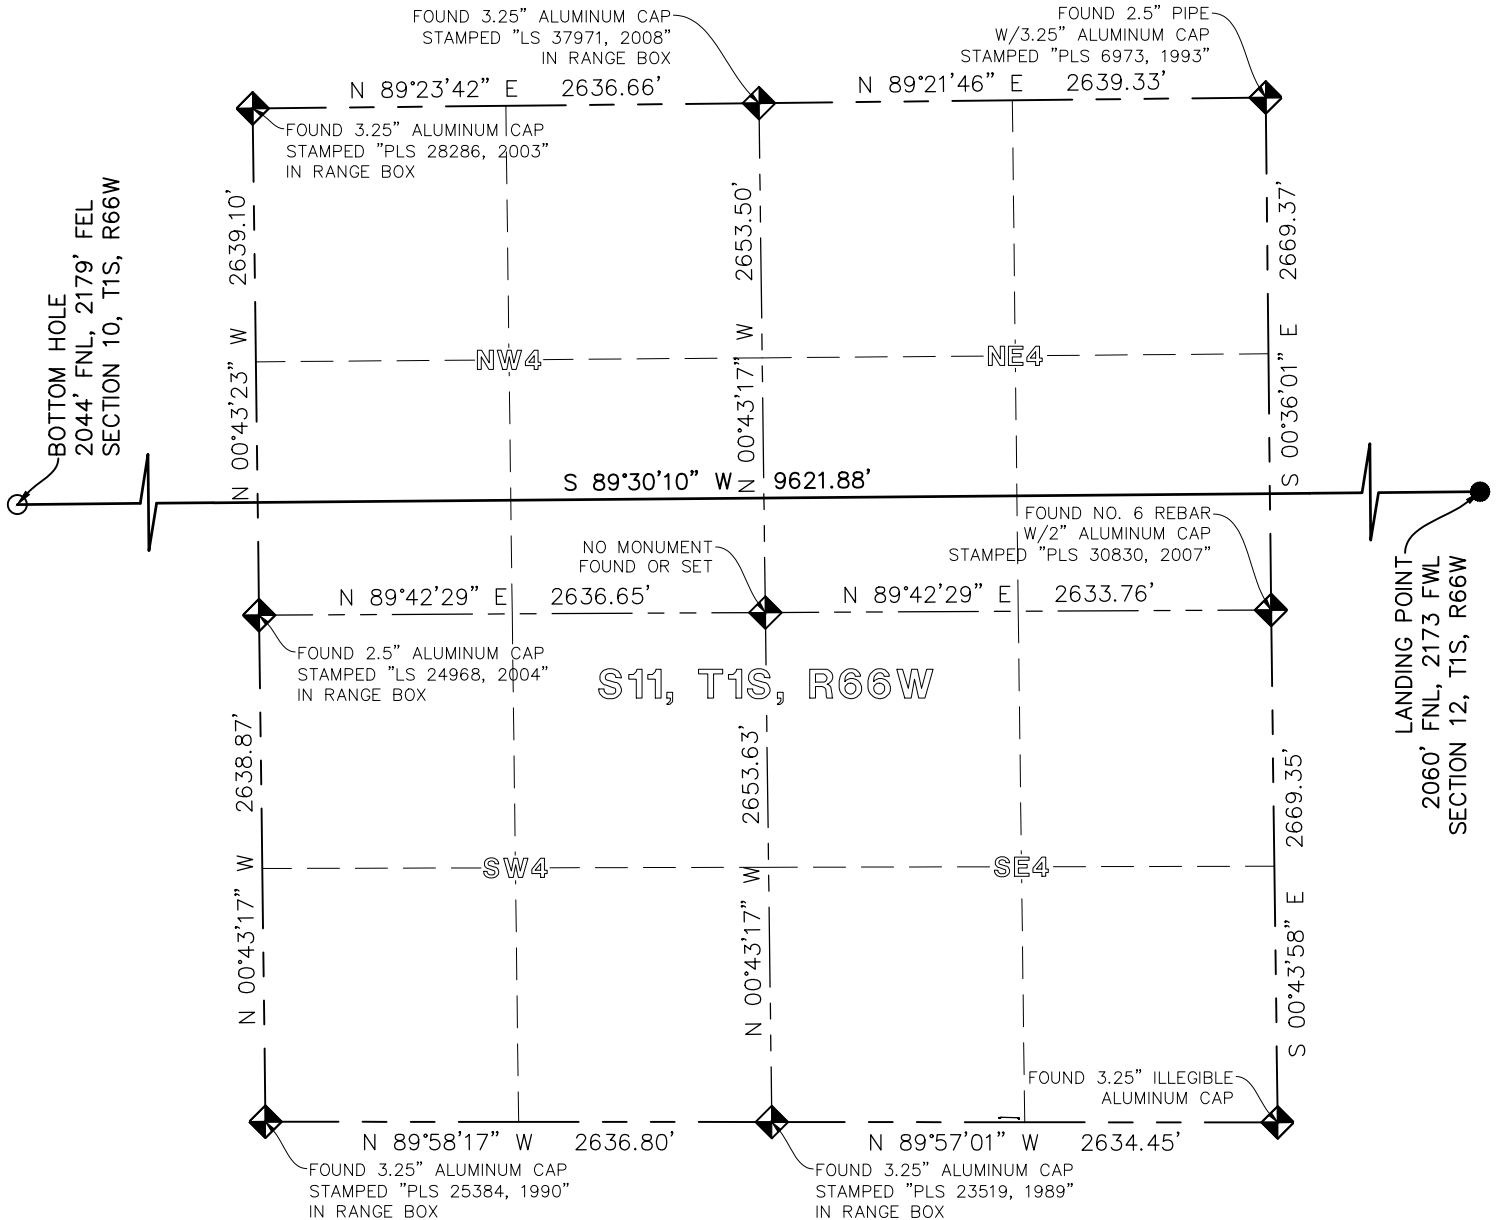 FOUND 3.25" ALUMINUM CAP
STAMPED "LS 37971, 2008"
IN RANGE BOX
FOUND 2.5" PIPE
W/3.25" ALUMINUM CAP
STAMPED "PLS 6973, 1993"
N 89°23'42" E 2636.66'
N 89°21'46" E 2639.33'
FOUND 3.25" ALUMINUM CAP
STAMPED "PLS 28286, 2003"
IN RANGE BOX
BOTTOM HOLE
2044' FNL, 2179' FEL
SECTION 10, T1S, R66W
N 00°43'23" W 2639.10'
N 00°43'17" W 2653.50'
S 00°36'01" E 2669.37'
NW4
NE4
S 89°30'10" W 9621.88'
FOUND NO. 6 REBAR
W/2" ALUMINUM CAP
STAMPED "PLS 30830, 2007"
NO MONUMENT
FOUND OR SET
N 89°42'29" E 2636.65'
N 89°42'29" E 2633.76'
LANDING POINT
2060' FNL, 2173 FWL
SECTION 12, T1S, R66W
FOUND 2.5" ALUMINUM CAP
STAMPED "LS 24968, 2004"
IN RANGE BOX
S11, T1S, R66W
N 00°43'17" W 2638.87'
N 00°43'17" W 2653.63'
S 00°43'58" E 2669.35'
SW4
SE4
FOUND 3.25" ILLEGIBLE
ALUMINUM CAP
N 89°58'17" W 2636.80'
N 89°57'01" W 2634.45'
FOUND 3.25" ALUMINUM CAP
STAMPED "PLS 25384, 1990"
IN RANGE BOX
FOUND 3.25" ALUMINUM CAP
STAMPED "PLS 23519, 1989"
IN RANGE BOX